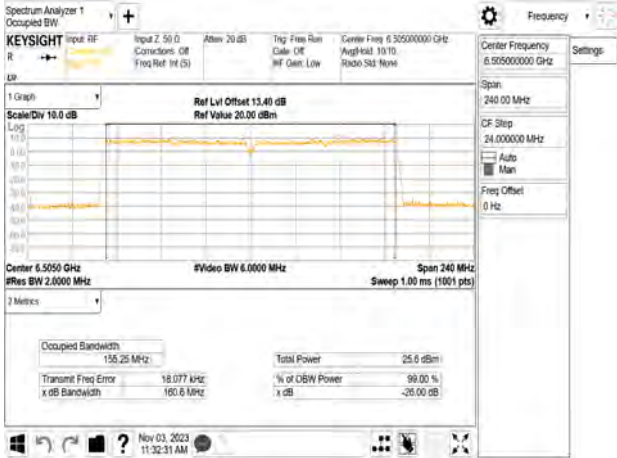 Spectrum Analyzer 1
Occupied BW
Frequency
KEYSIGHT
Input: RF
Input Z: 50 Ω
Atten: 20 dB
Trig: Free Run
Center Freq: 6.505000000 GHz
R
Corrections: Off
Gate: Off
Avg|Hold: 10/10
Freq Ref: Int (S)
#IF Gain: Low
Radio Std: None
Center Frequency
6.505000000 GHz
Settings
Span
240.00 MHz
CF Step
24.000000 MHz
Auto
Man
Freq Offset
0 Hz
1 Graph
Scale/Div 10.0 dB
Ref Lvl Offset 13.40 dB
Ref Value 20.00 dBm
Log
10.0
0.00
Center 6.5050 GHz
#Video BW 6.0000 MHz
Span 240 MHz
#Res BW 2.0000 MHz
Sweep 1.00 ms (1001 pts)
2 Metrics
Occupied Bandwidth
155.25 MHz
Total Power
25.6 dBm
Transmit Freq Error
18.077 kHz
% of OBW Power
99.00 %
x dB Bandwidth
160.6 MHz
x dB
-26.00 dB
Nov 03, 2023
11:32:31 AM